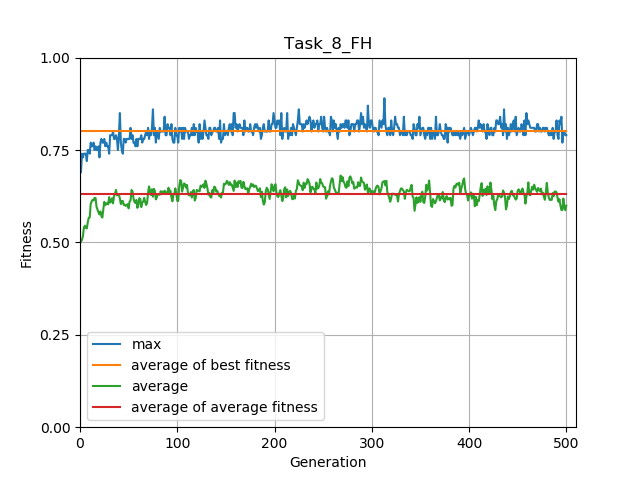 Task_8_FH
1.00
0.75
0.50
0.25
0.00
Fitness
max
average of best fitness
average
average of average fitness
0 100 200 300 400 500
Generation